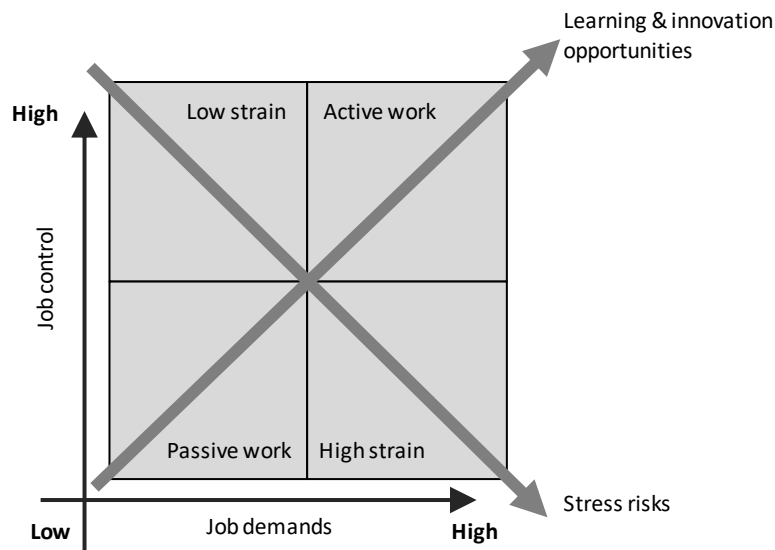 Learning & innovation
opportunities
High
Low strain
Active work
Job control
Passive work
High strain
Stress risks
Low
Job demands
High